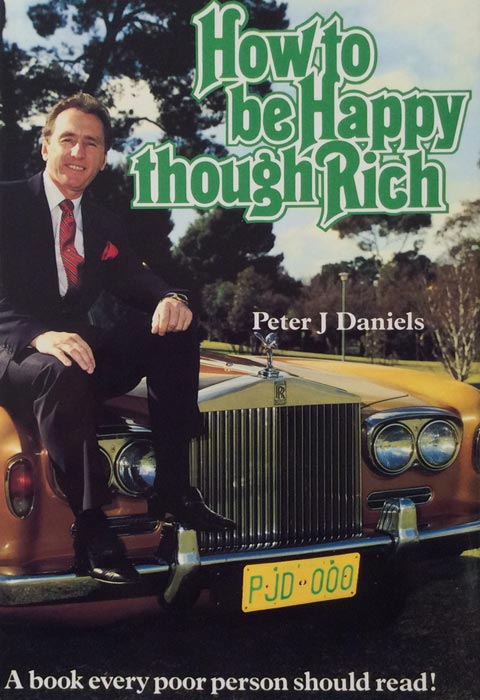 How to
be Happy
though Rich
Peter J Daniels
RR
PJD·000
A book every poor person should read!